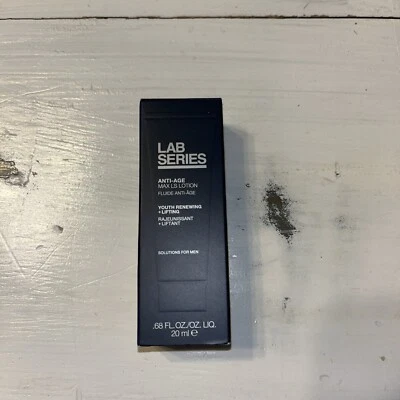 LAB
SERIES
ANTI-AGE
MAX LS LOTION
FLUIDE ANTI-ÂGE
YOUTH RENEWING
+ LIFTING
RAJEUNISSANT
+ LIFTANT
SOLUTIONS FOR MEN
.68 FL.OZ./OZ. LIQ.
20 ml ℮